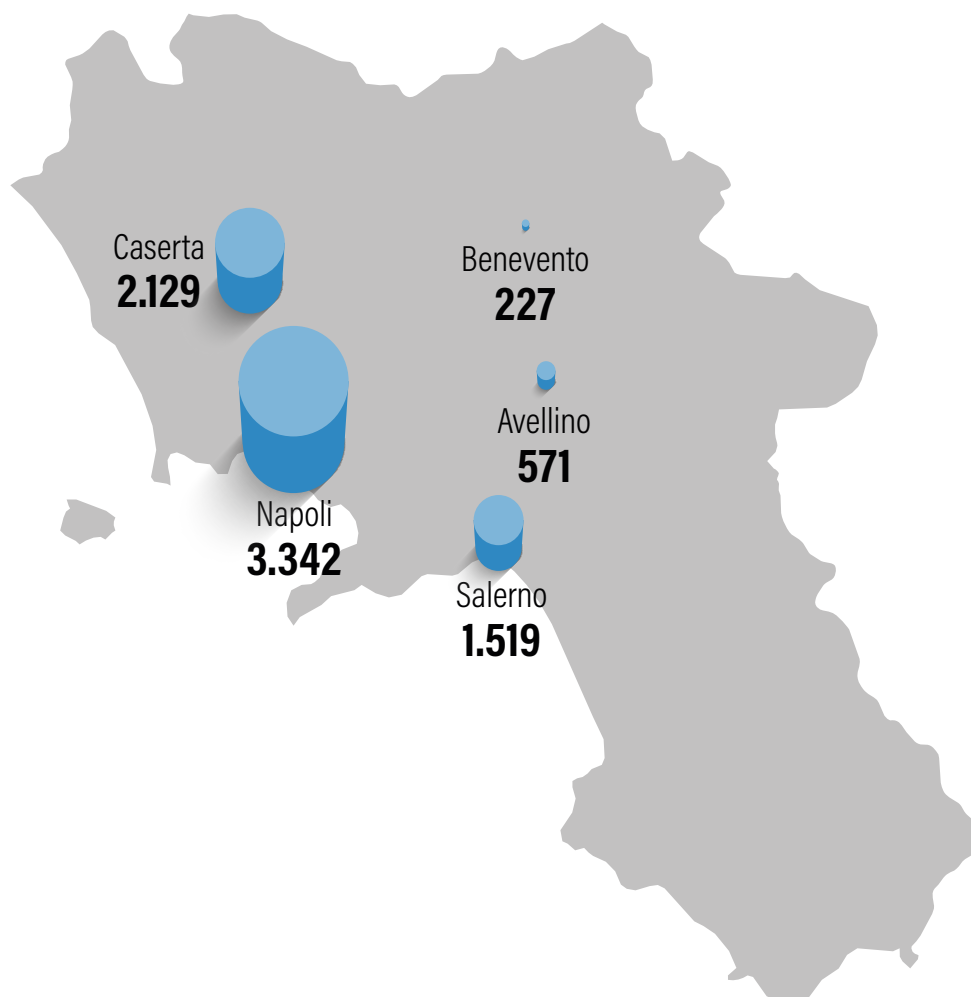 Caserta
2.129
Benevento
227
Avellino
571
Napoli
3.342
Salerno
1.519